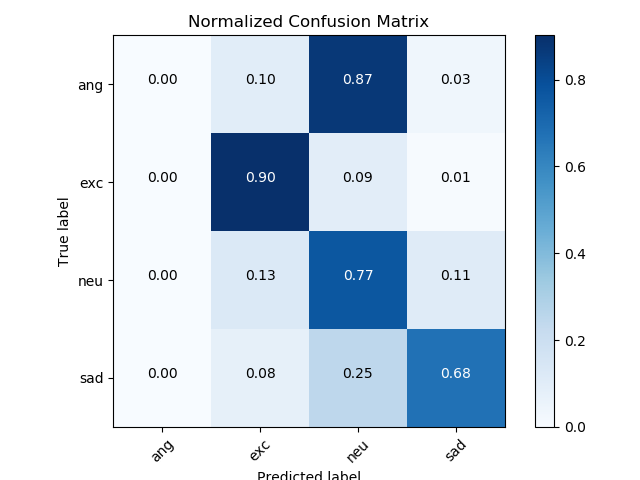 Normalized Confusion Matrix
ang 0.00 0.10 0.87 0.03
exc 0.00 0.90 0.09 0.01
neu 0.00 0.13 0.77 0.11
sad 0.00 0.08 0.25 0.68
ang exc neu sad
True label
Predicted label
0.8
0.6
0.4
0.2
0.0